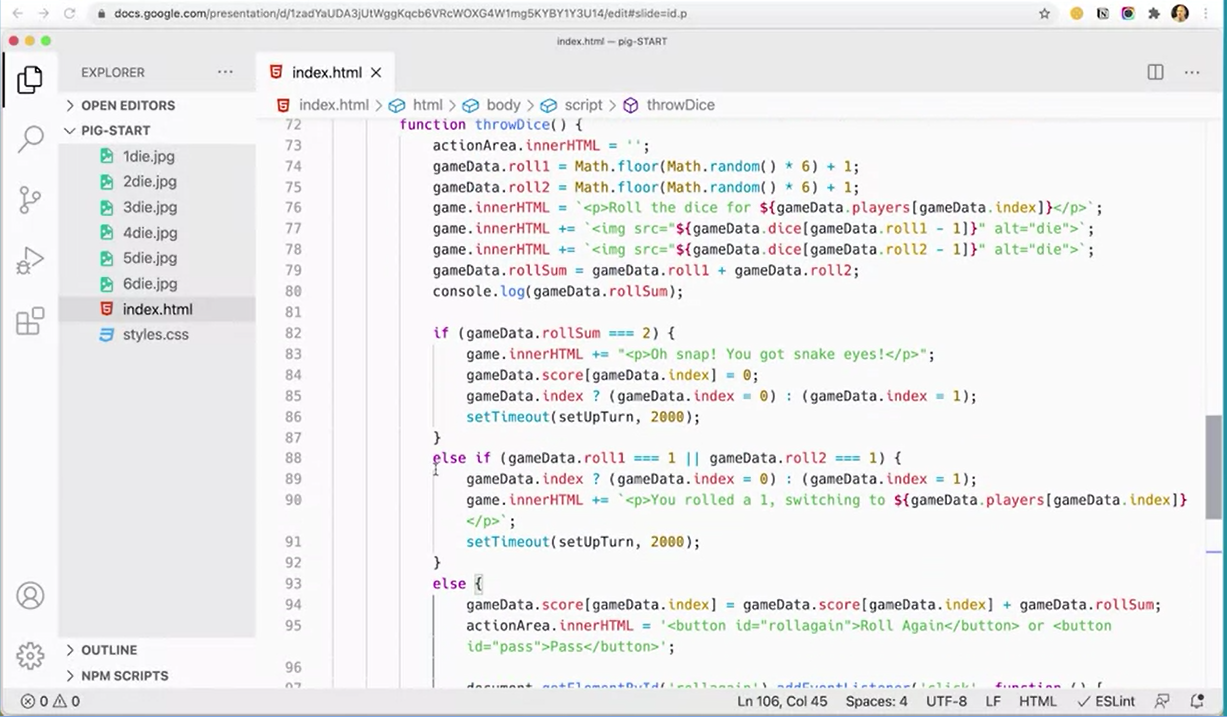 docs.google.com/presentation/d/1zadYaUDA3jUtWggKqcb6VRcWOXG4W1mg5KYBY1Y3U14/edit#slide=id.p
index.html — pig-START
EXPLORER
index.html
OPEN EDITORS
index.html > html > body > script > throwDice
PIG-START
1die.jpg
2die.jpg
3die.jpg
4die.jpg
5die.jpg
6die.jpg
index.html
styles.css
OUTLINE
NPM SCRIPTS
72 function throwDice() {
73 actionArea.innerHTML = '';
74 gameData.roll1 = Math.floor(Math.random() * 6) + 1;
75 gameData.roll2 = Math.floor(Math.random() * 6) + 1;
76 game.innerHTML = `<p>Roll the dice for ${gameData.players[gameData.index]}</p>`;
77 game.innerHTML += `<img src="${gameData.dice[gameData.roll1 - 1]}" alt="die">`;
78 game.innerHTML += `<img src="${gameData.dice[gameData.roll2 - 1]}" alt="die">`;
79 gameData.rollSum = gameData.roll1 + gameData.roll2;
80 console.log(gameData.rollSum);
81
82 if (gameData.rollSum === 2) {
83 game.innerHTML += "<p>Oh snap! You got snake eyes!</p>";
84 gameData.score[gameData.index] = 0;
85 gameData.index ? (gameData.index = 0) : (gameData.index = 1);
86 setTimeout(setUpTurn, 2000);
87 }
88 else if (gameData.roll1 === 1 || gameData.roll2 === 1) {
89 gameData.index ? (gameData.index = 0) : (gameData.index = 1);
90 game.innerHTML += `<p>You rolled a 1, switching to ${gameData.players[gameData.index]}
</p>`;
91 setTimeout(setUpTurn, 2000);
92 }
93 else {
94 gameData.score[gameData.index] = gameData.score[gameData.index] + gameData.rollSum;
95 actionArea.innerHTML = '<button id="rollagain">Roll Again</button> or <button
id="pass">Pass</button>';
96
97 document.getElementById('rollagain').addEventListener('click', function () {
0 0 Ln 106, Col 45 Spaces: 4 UTF-8 LF HTML ESLint